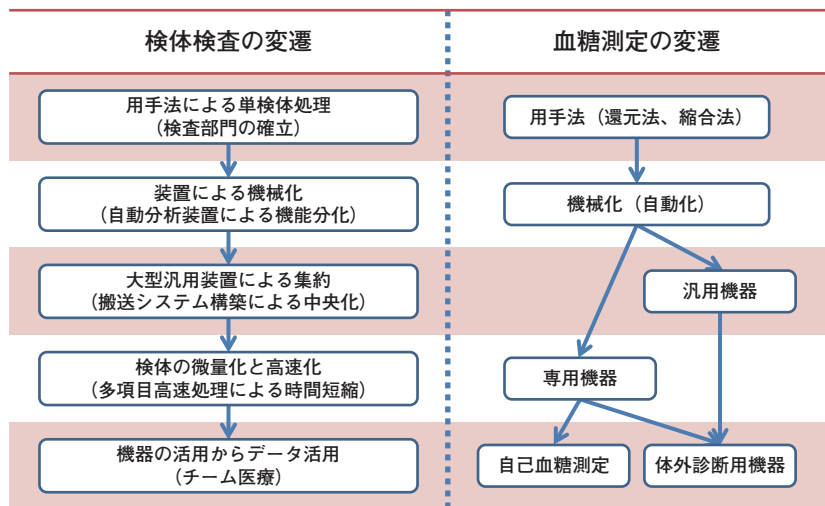 検体検査の変遷
血糖測定の変遷
用手法による単検体処理
(検査部門の確立)
用手法（還元法、縮合法）
装置による機械化
(自動分析装置による機能分化)
機械化（自動化）
大型汎用装置による集約
(搬送システム構築による中央化)
汎用機器
検体の微量化と高速化
(多項目高速処理による時間短縮)
専用機器
機器の活用からデータ活用
(チーム医療)
自己血糖測定
体外診断用機器